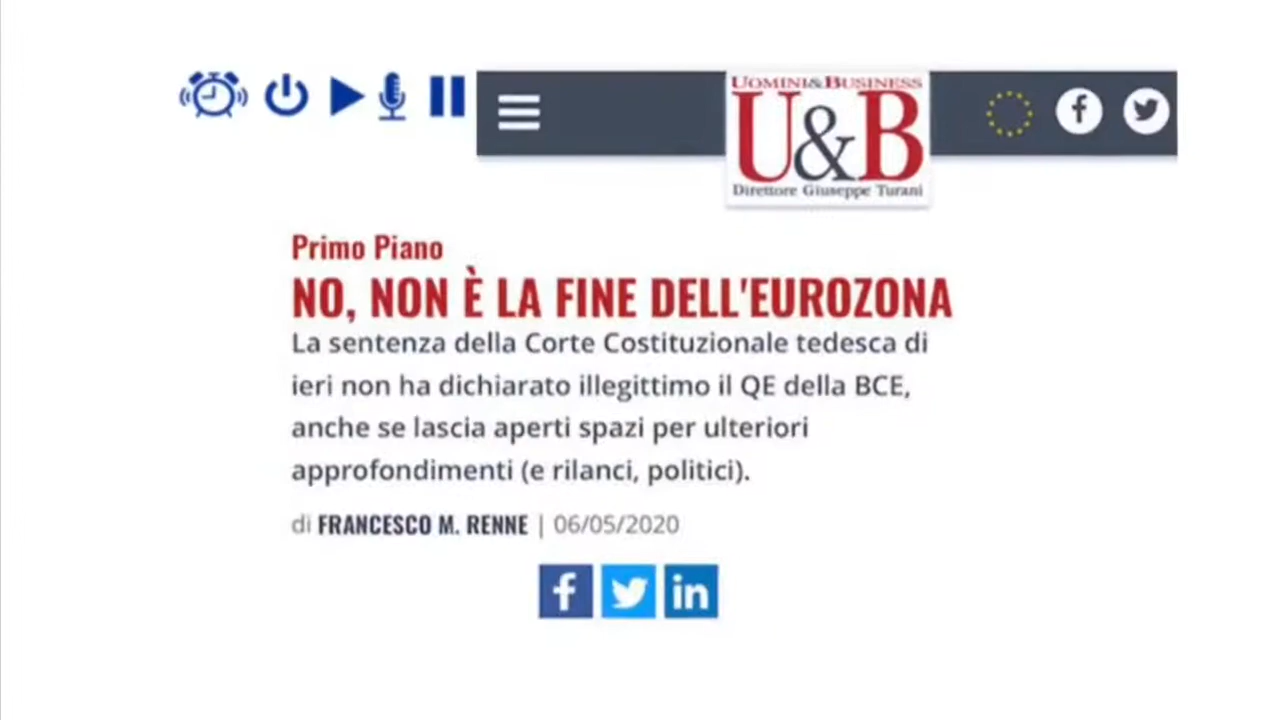 UOMINI&BUSINESS
U&B
Direttore Giuseppe Turani
Primo Piano
NO, NON È LA FINE DELL'EUROZONA
La sentenza della Corte Costituzionale tedesca di
ieri non ha dichiarato illegittimo il QE della BCE,
anche se lascia aperti spazi per ulteriori
approfondimenti (e rilanci, politici).
di FRANCESCO M. RENNE | 06/05/2020